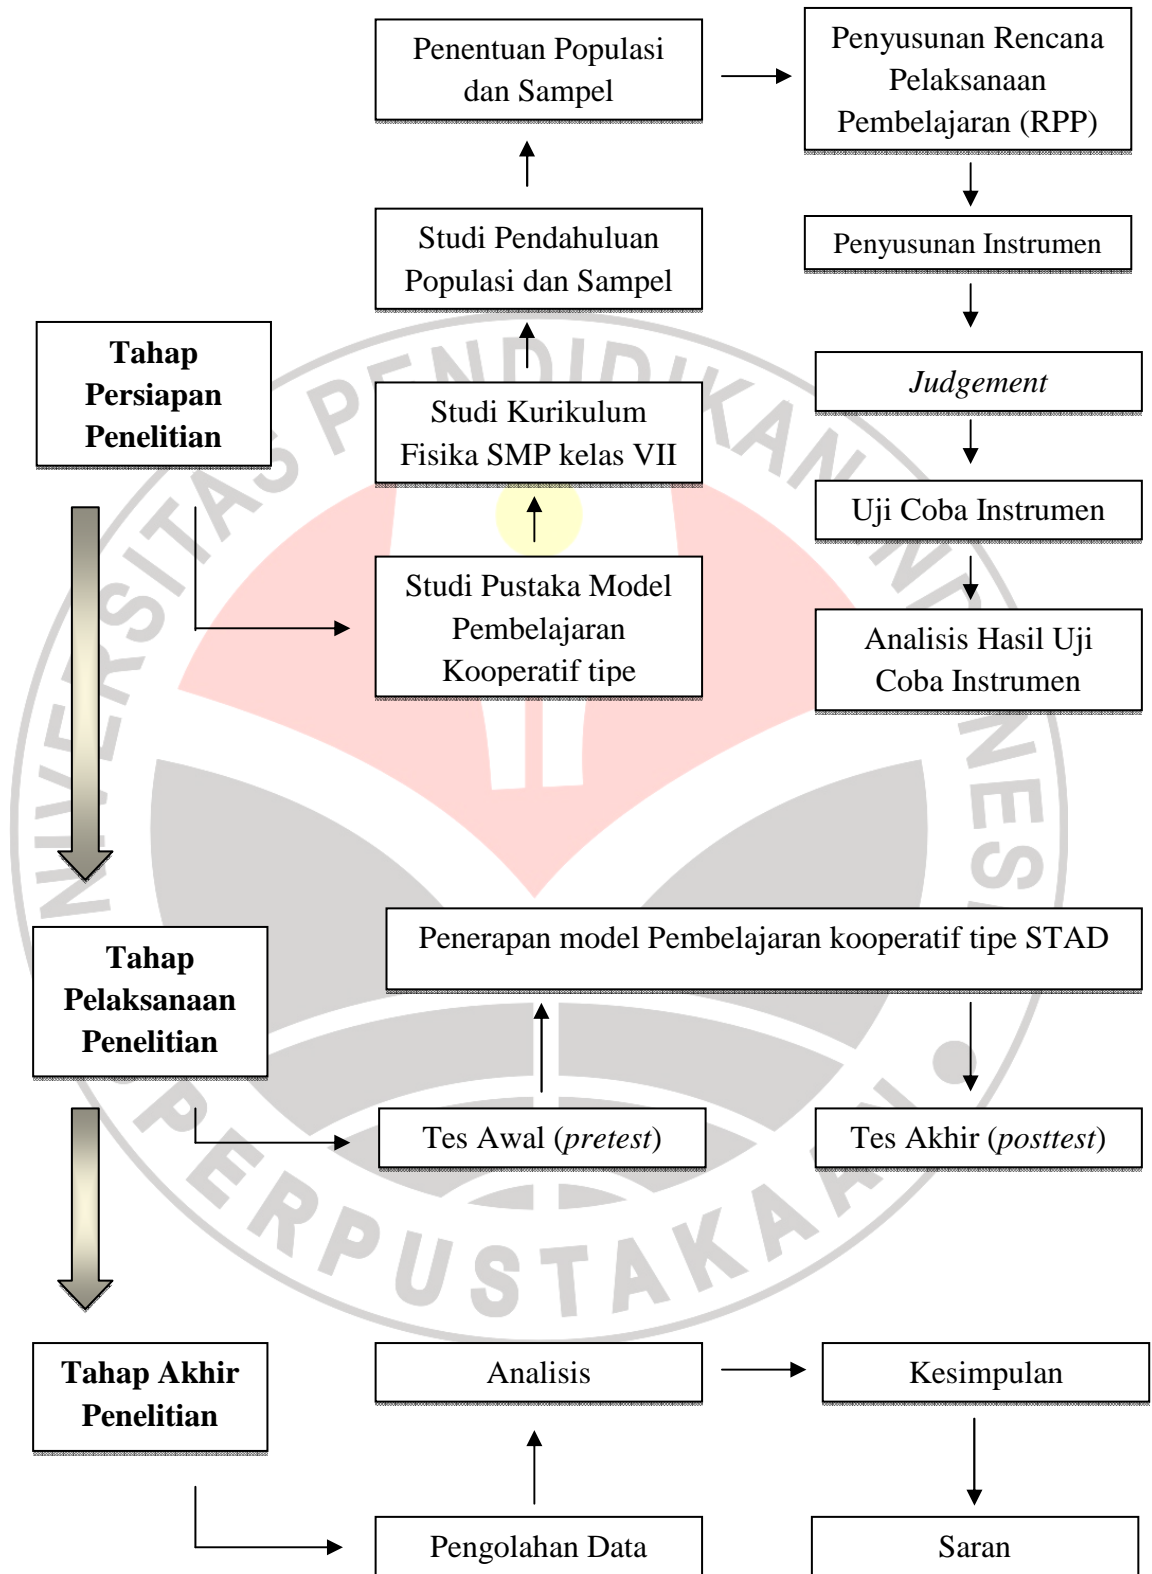 Penentuan Populasi
dan Sampel
Penyusunan Rencana
Pelaksanaan
Pembelajaran (RPP)
Studi Pendahuluan
Populasi dan Sampel
Penyusunan Instrumen
Tahap
Persiapan
Penelitian
Studi Kurikulum
Fisika SMP kelas VII
Judgement
Uji Coba Instrumen
Studi Pustaka Model
Pembelajaran
Kooperatif tipe
Analisis Hasil Uji
Coba Instrumen
Tahap
Pelaksanaan
Penelitian
Penerapan model Pembelajaran kooperatif tipe STAD
Tes Awal (pretest)
Tes Akhir (posttest)
Tahap Akhir
Penelitian
Analisis
Kesimpulan
Pengolahan Data
Saran
PERPUSTAKAAN